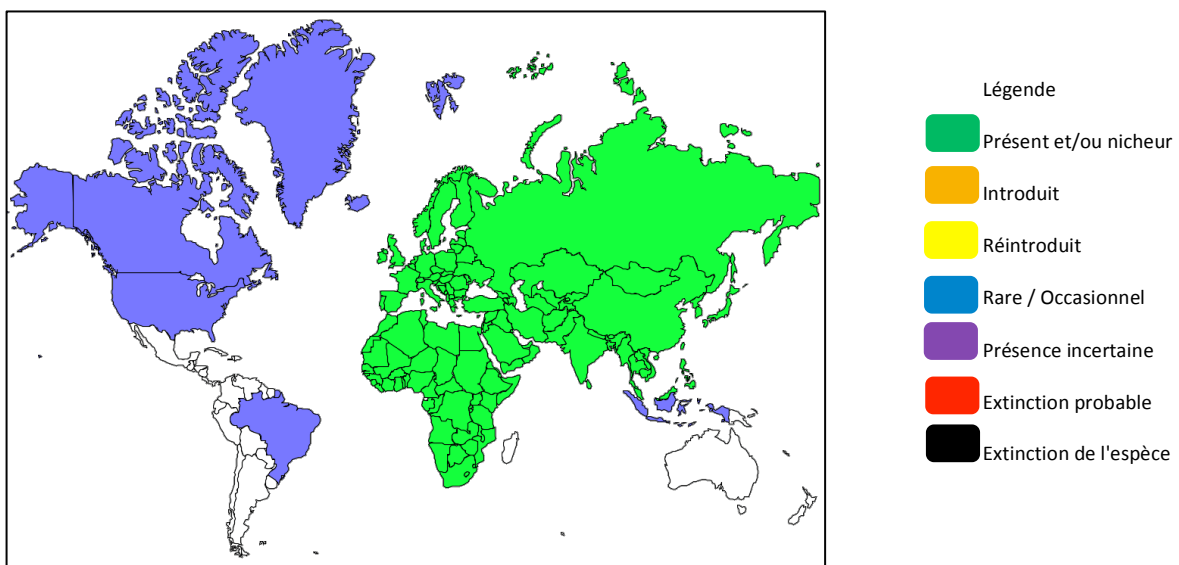 Légende
Présent et/ou nicheur
Introduit
Réintroduit
Rare / Occasionnel
Présence incertaine
Extinction probable
Extinction de l'espèce